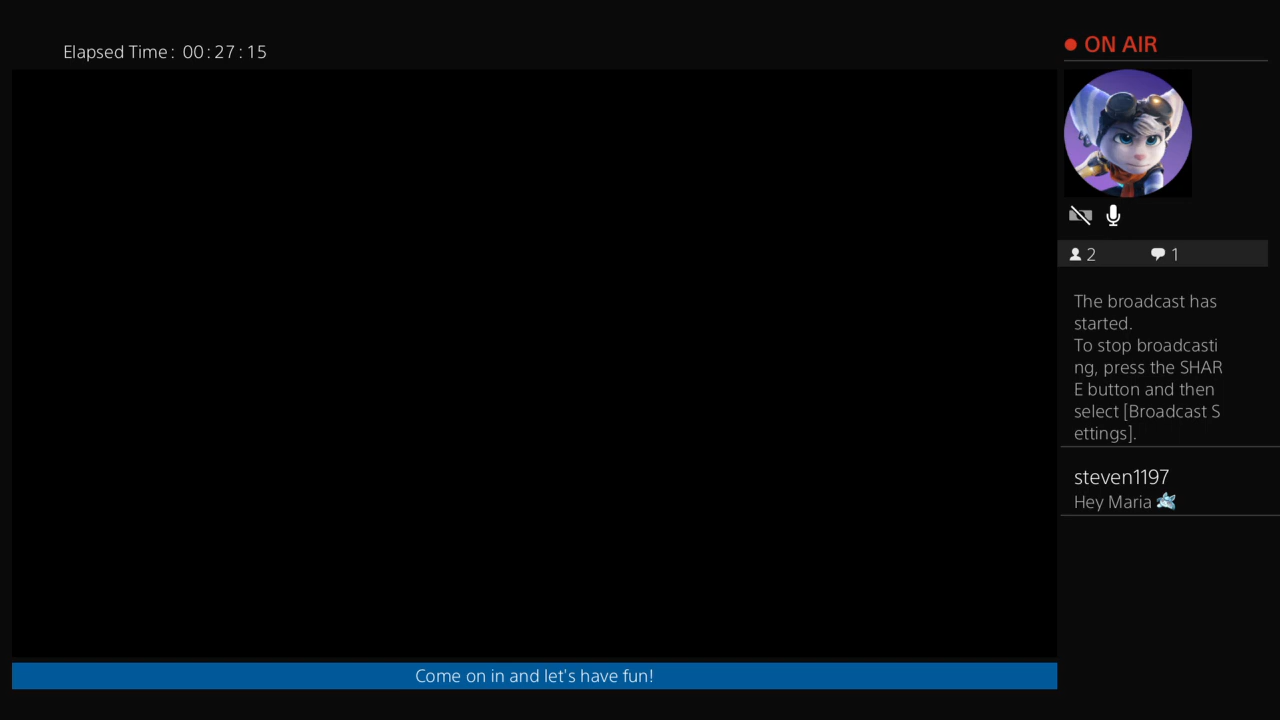 Elapsed Time: 00:27:15
ON AIR
2
1
The broadcast has
started.
To stop broadcasti
ng, press the SHAR
E button and then
select [Broadcast S
ettings].
steven1197
Hey Maria
Come on in and let's have fun!